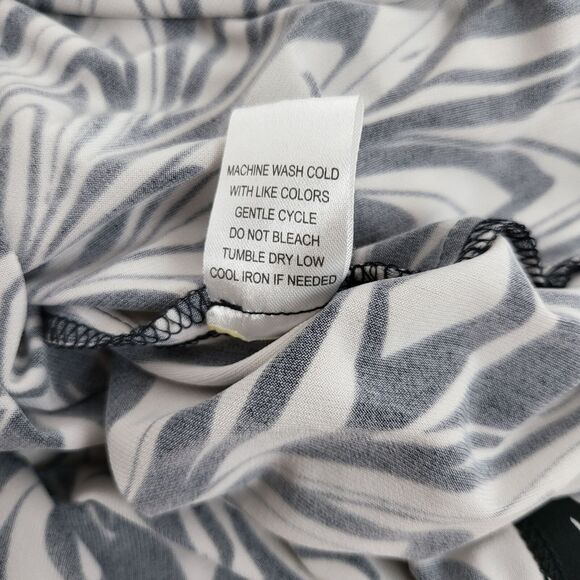 MACHINE WASH COLD
WITH LIKE COLORS
GENTLE CYCLE
DO NOT BLEACH
TUMBLE DRY LOW
COOL IRON IF NEEDED